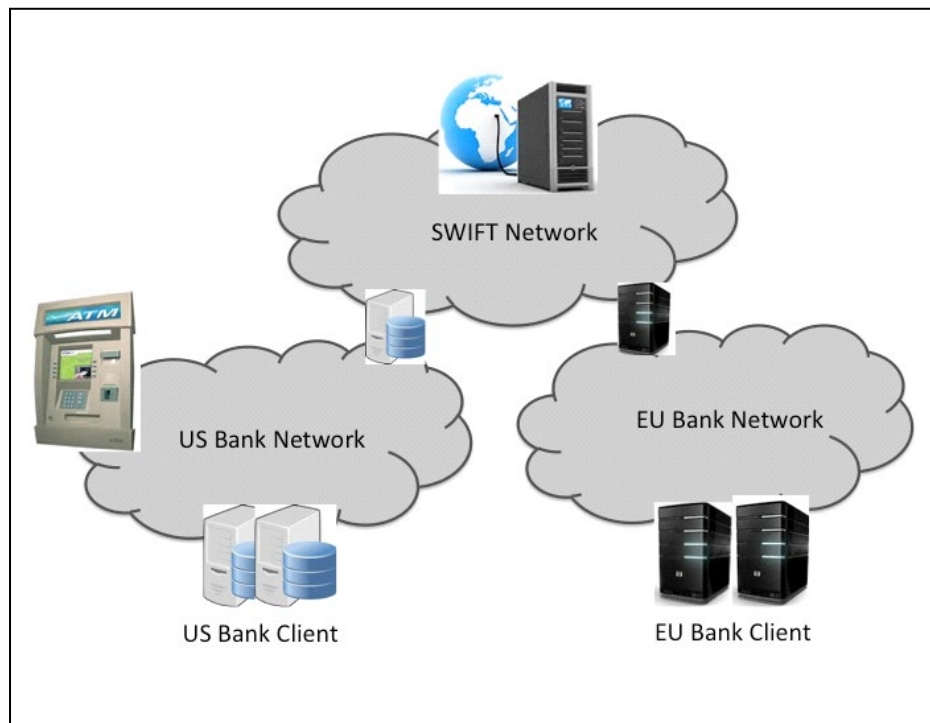 SWIFT Network
ATM
US Bank Network
EU Bank Network
US Bank Client
EU Bank Client